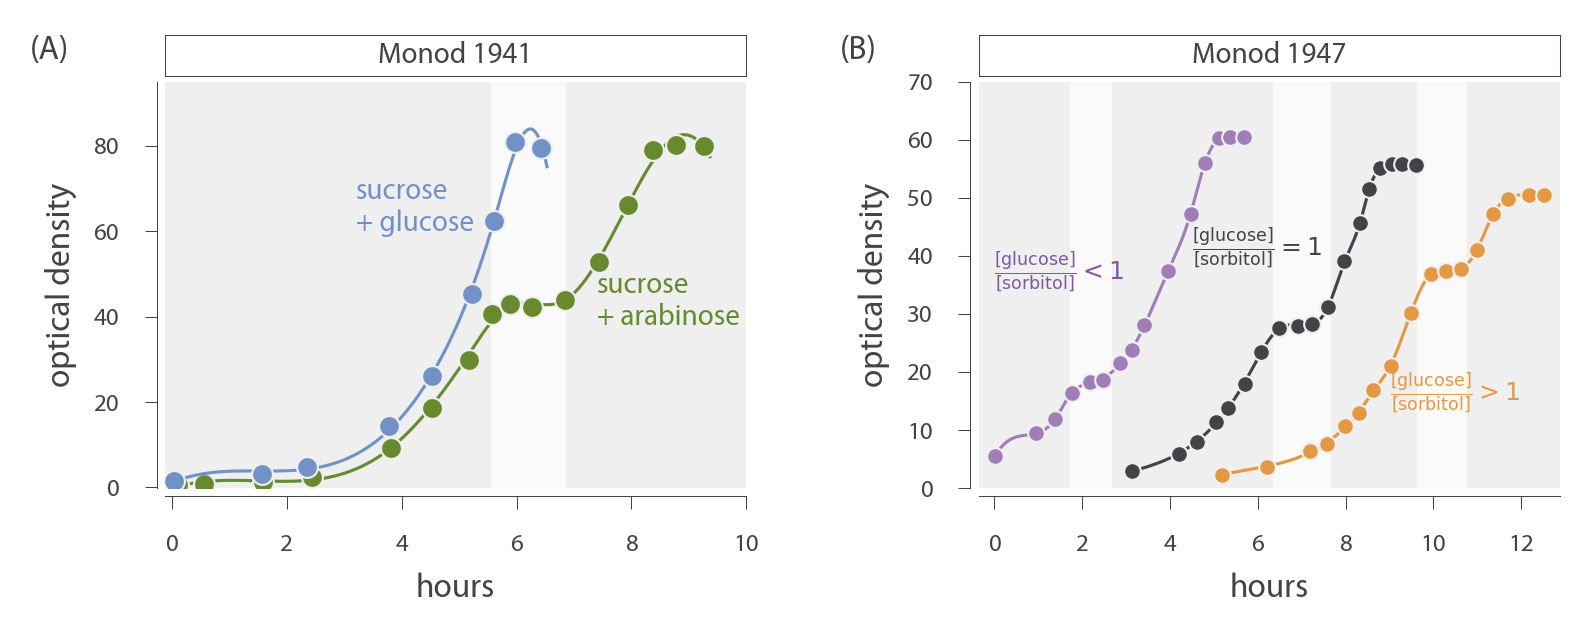 (A)
Monod 1941
optical density
80
60
40
20
0
sucrose
+ glucose
sucrose
+ arabinose
0 2 4 6 8 10
hours
(B)
Monod 1947
optical density
70
60
50
40
30
20
10
0
[glucose]
[sorbitol] < 1
[glucose]
[sorbitol] = 1
[glucose]
[sorbitol] > 1
0 2 4 6 8 10 12
hours